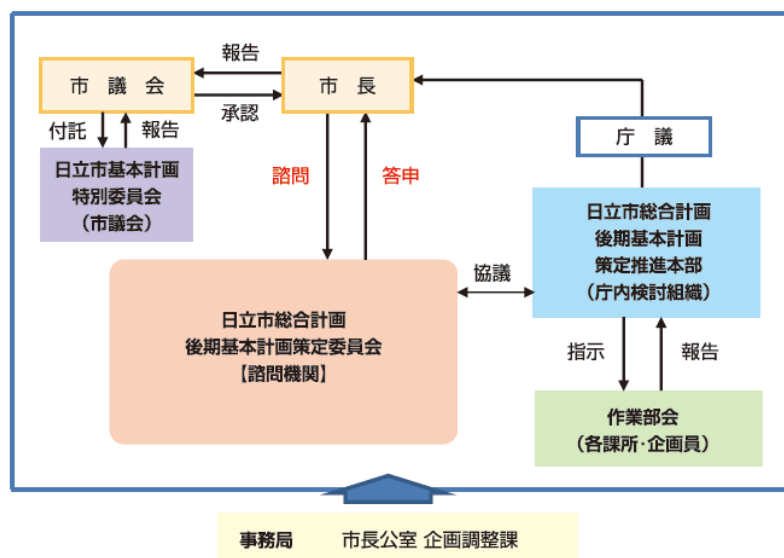 報告
市 議 会
市 長
承認
付託
報告
庁 議
日立市基本計画
特別委員会
（市議会）
諮問
答申
日立市総合計画
後期基本計画
策定推進本部
（庁内検討組織）
協議
日立市総合計画
後期基本計画策定委員会
【諮問機関】
指示
報告
作業部会
（各課所・企画員）
事務局 市長公室 企画調整課